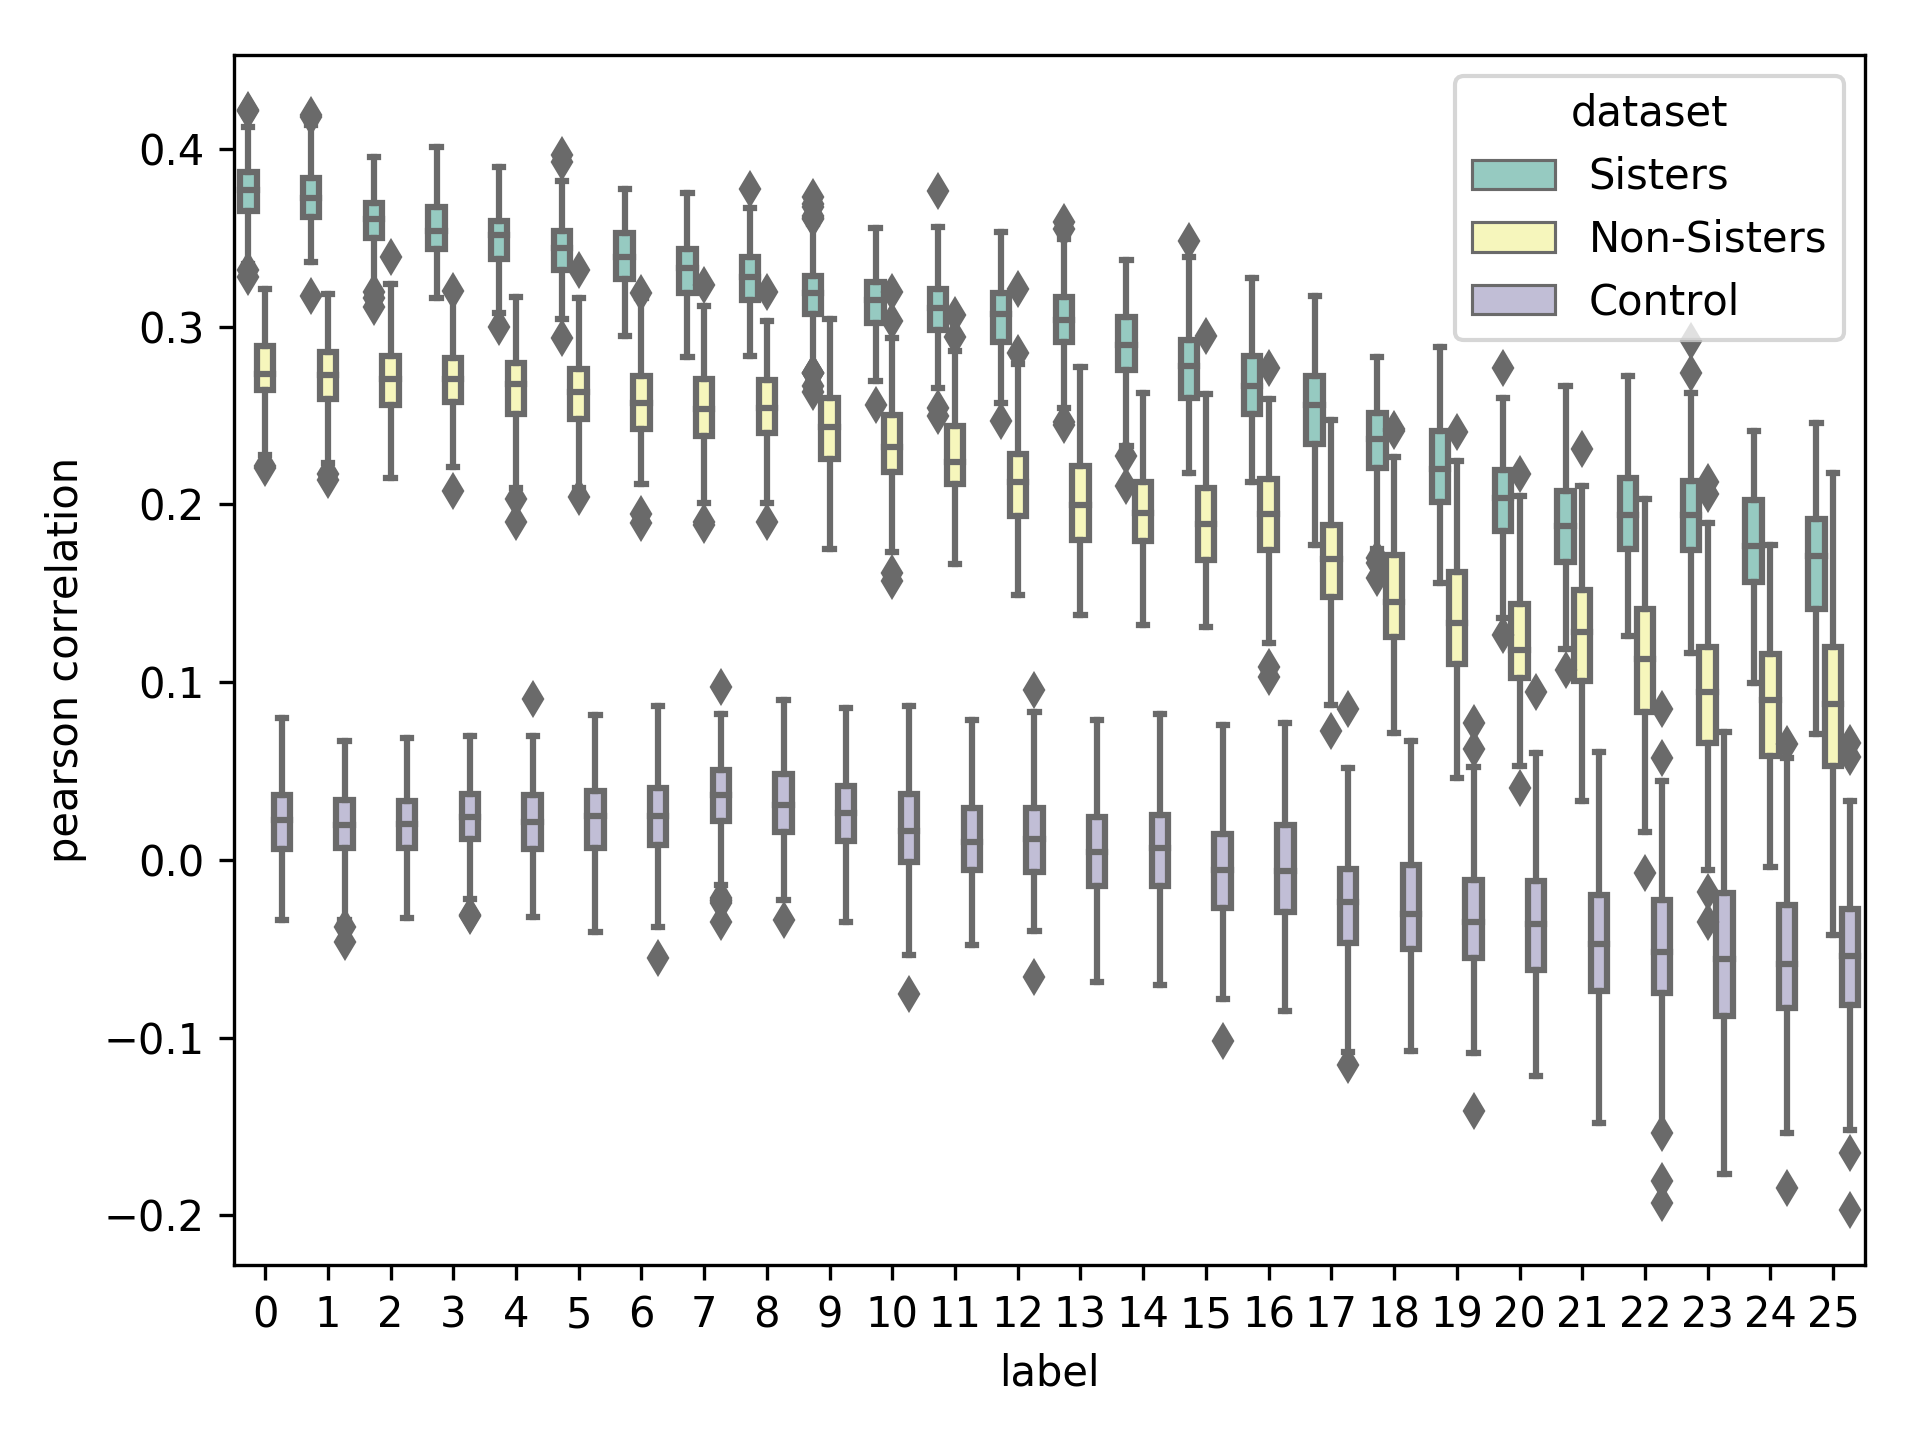 dataset
Sisters
Non-Sisters
Control
0.4
0.3
0.2
0.1
0.0
−0.1
−0.2
pearson correlation
0 1 2 3 4 5 6 7 8 9 10 11 12 13 14 15 16 17 18 19 20 21 22 23 24 25
label